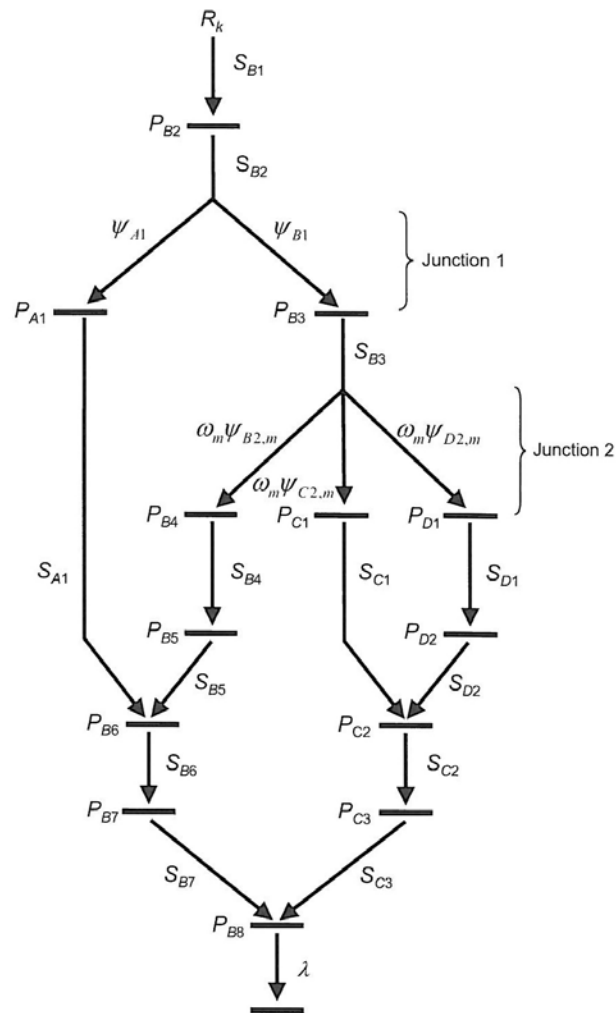 R_k
S_B1
P_B2
S_B2
ψ_A1
ψ_B1
Junction 1
P_A1
P_B3
S_B3
ω_m ψ_B2,m
ω_m ψ_D2,m
Junction 2
ω_m ψ_C2,m
P_B4
P_C1
P_D1
S_A1
S_B4
S_C1
S_D1
P_B5
P_D2
S_B5
S_D2
P_B6
P_C2
S_B6
S_C2
P_B7
P_C3
S_B7
S_C3
P_B8
λ